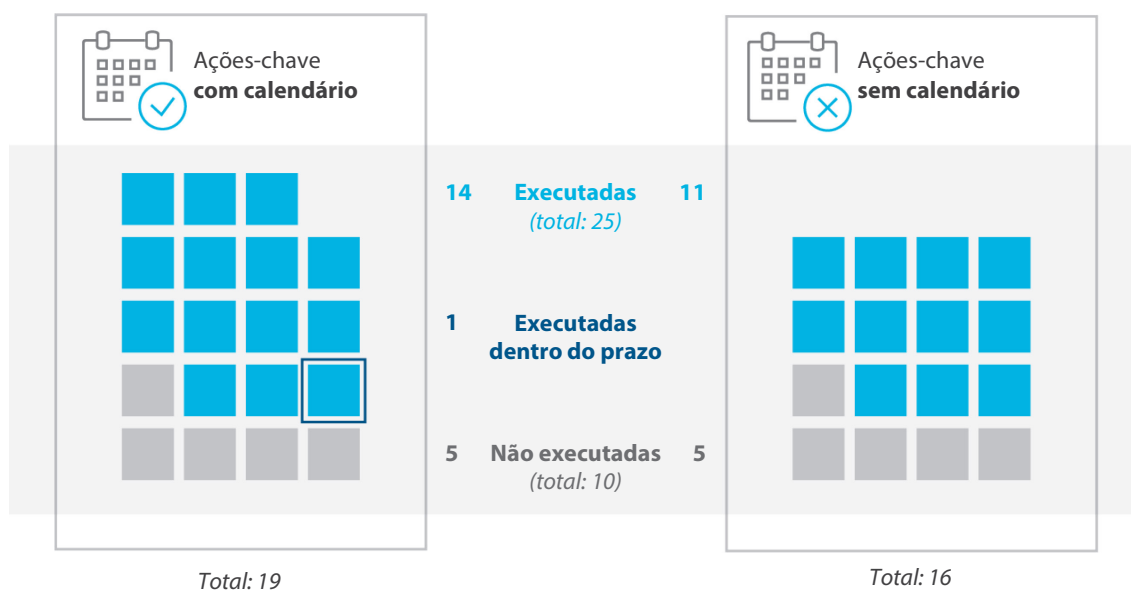 Ações-chave
com calendário
Ações-chave
sem calendário
14 Executadas 11
(total: 25)
1 Executadas
dentro do prazo
5 Não executadas 5
(total: 10)
Total: 19
Total: 16